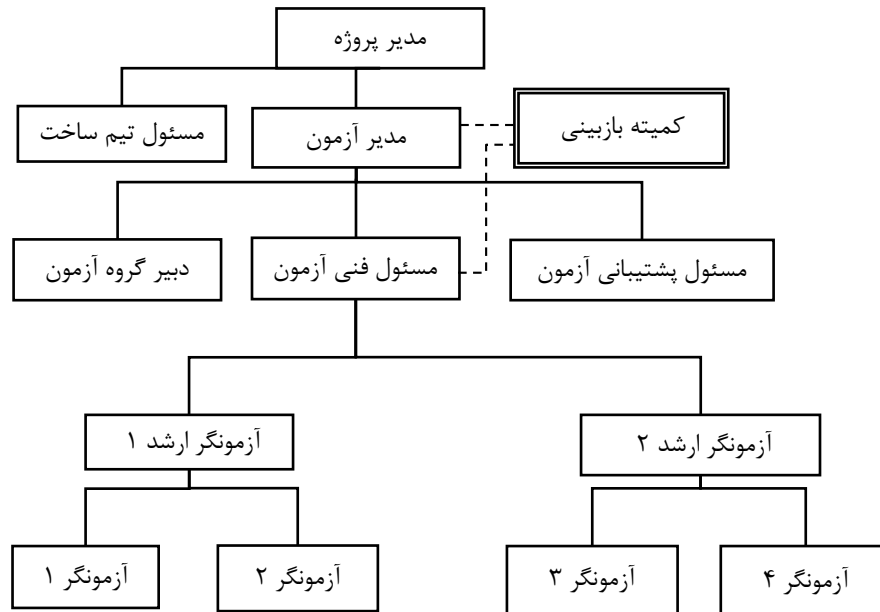 مدیر پروژه
کمیته بازبینی
مدیر آزمون
مسئول تیم ساخت
مسئول پشتیبانی آزمون
مسئول فنی آزمون
دبیر گروه آزمون
آزمونگر ارشد ۲
آزمونگر ارشد ۱
آزمونگر ۴
آزمونگر ۳
آزمونگر ۲
آزمونگر ۱